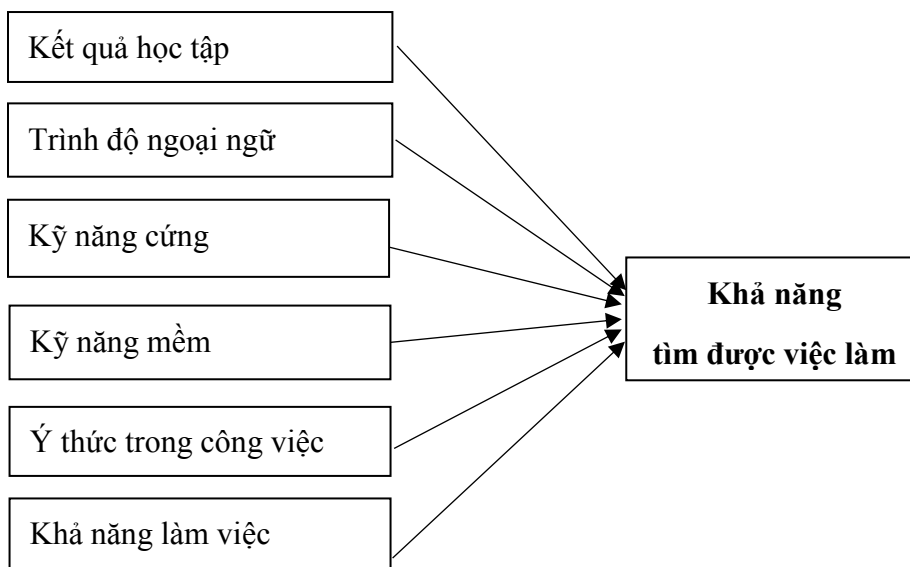 Kết quả học tập
Trình độ ngoại ngữ
Kỹ năng cứng
Kỹ năng mềm
Ý thức trong công việc
Khả năng làm việc
Khả năng
tìm được việc làm